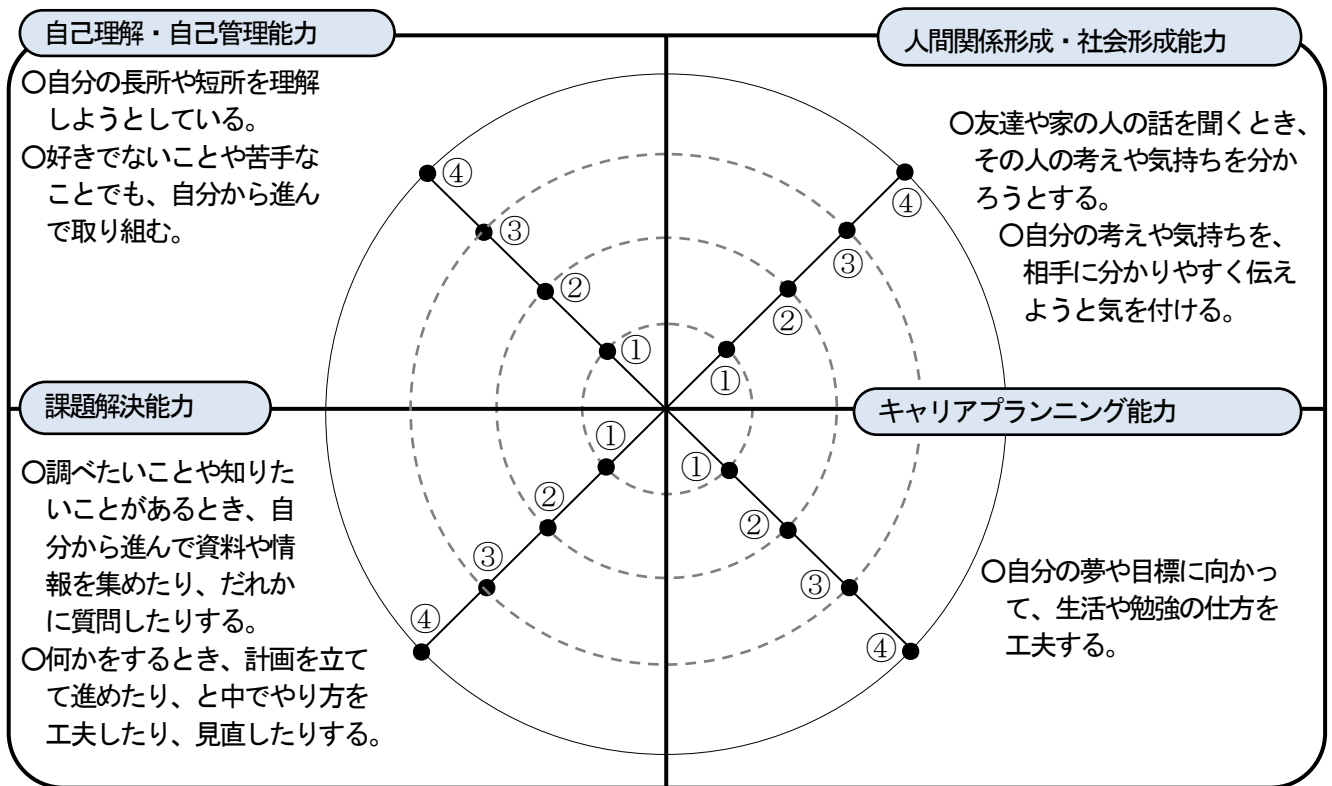 自己理解・自己管理能力
○自分の長所や短所を理解
しようとしている。
○好きでないことや苦手な
ことでも、自分から進ん
で取り組む。
④
③
②
①
人間関係形成・社会形成能力
○友達や家の人の話を聞くとき、
その人の考えや気持ちを分か
ろうとする。
○自分の考えや気持ちを、
相手に分かりやすく伝え
ようと気を付ける。
④
③
②
①
課題解決能力
○調べたいことや知りた
いことがあるとき、自
分から進んで資料や情
報を集めたり、だれか
に質問したりする。
○何かをするとき、計画を立て
て進めたり、と中でやり方を
工夫したり、見直したりする。
①
②
③
④
キャリアプランニング能力
○自分の夢や目標に向かっ
て、生活や勉強の仕方を
工夫する。
①
②
③
④